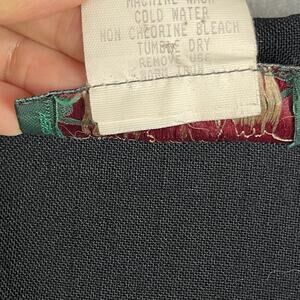 MACHINE WASH
COLD WATER
NON CHLORINE BLEACH
TUMBLE DRY
REMOVE